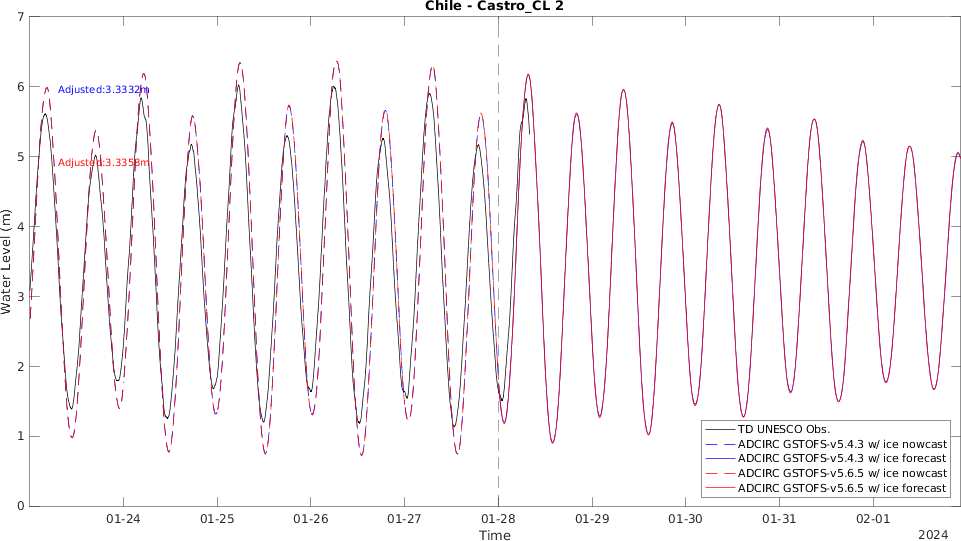 Chile - Castro_CL 2
7
6
5
4
3
2
1
0
Water Level (m)
Adjusted:3.3332m
Adjusted:3.3358m
TD UNESCO Obs.
ADCIRC GSTOFS-v5.4.3 w/ ice nowcast
ADCIRC GSTOFS-v5.4.3 w/ ice forecast
ADCIRC GSTOFS-v5.6.5 w/ ice nowcast
ADCIRC GSTOFS-v5.6.5 w/ ice forecast
01-24 01-25 01-26 01-27 01-28 01-29 01-30 01-31 02-01
Time
2024